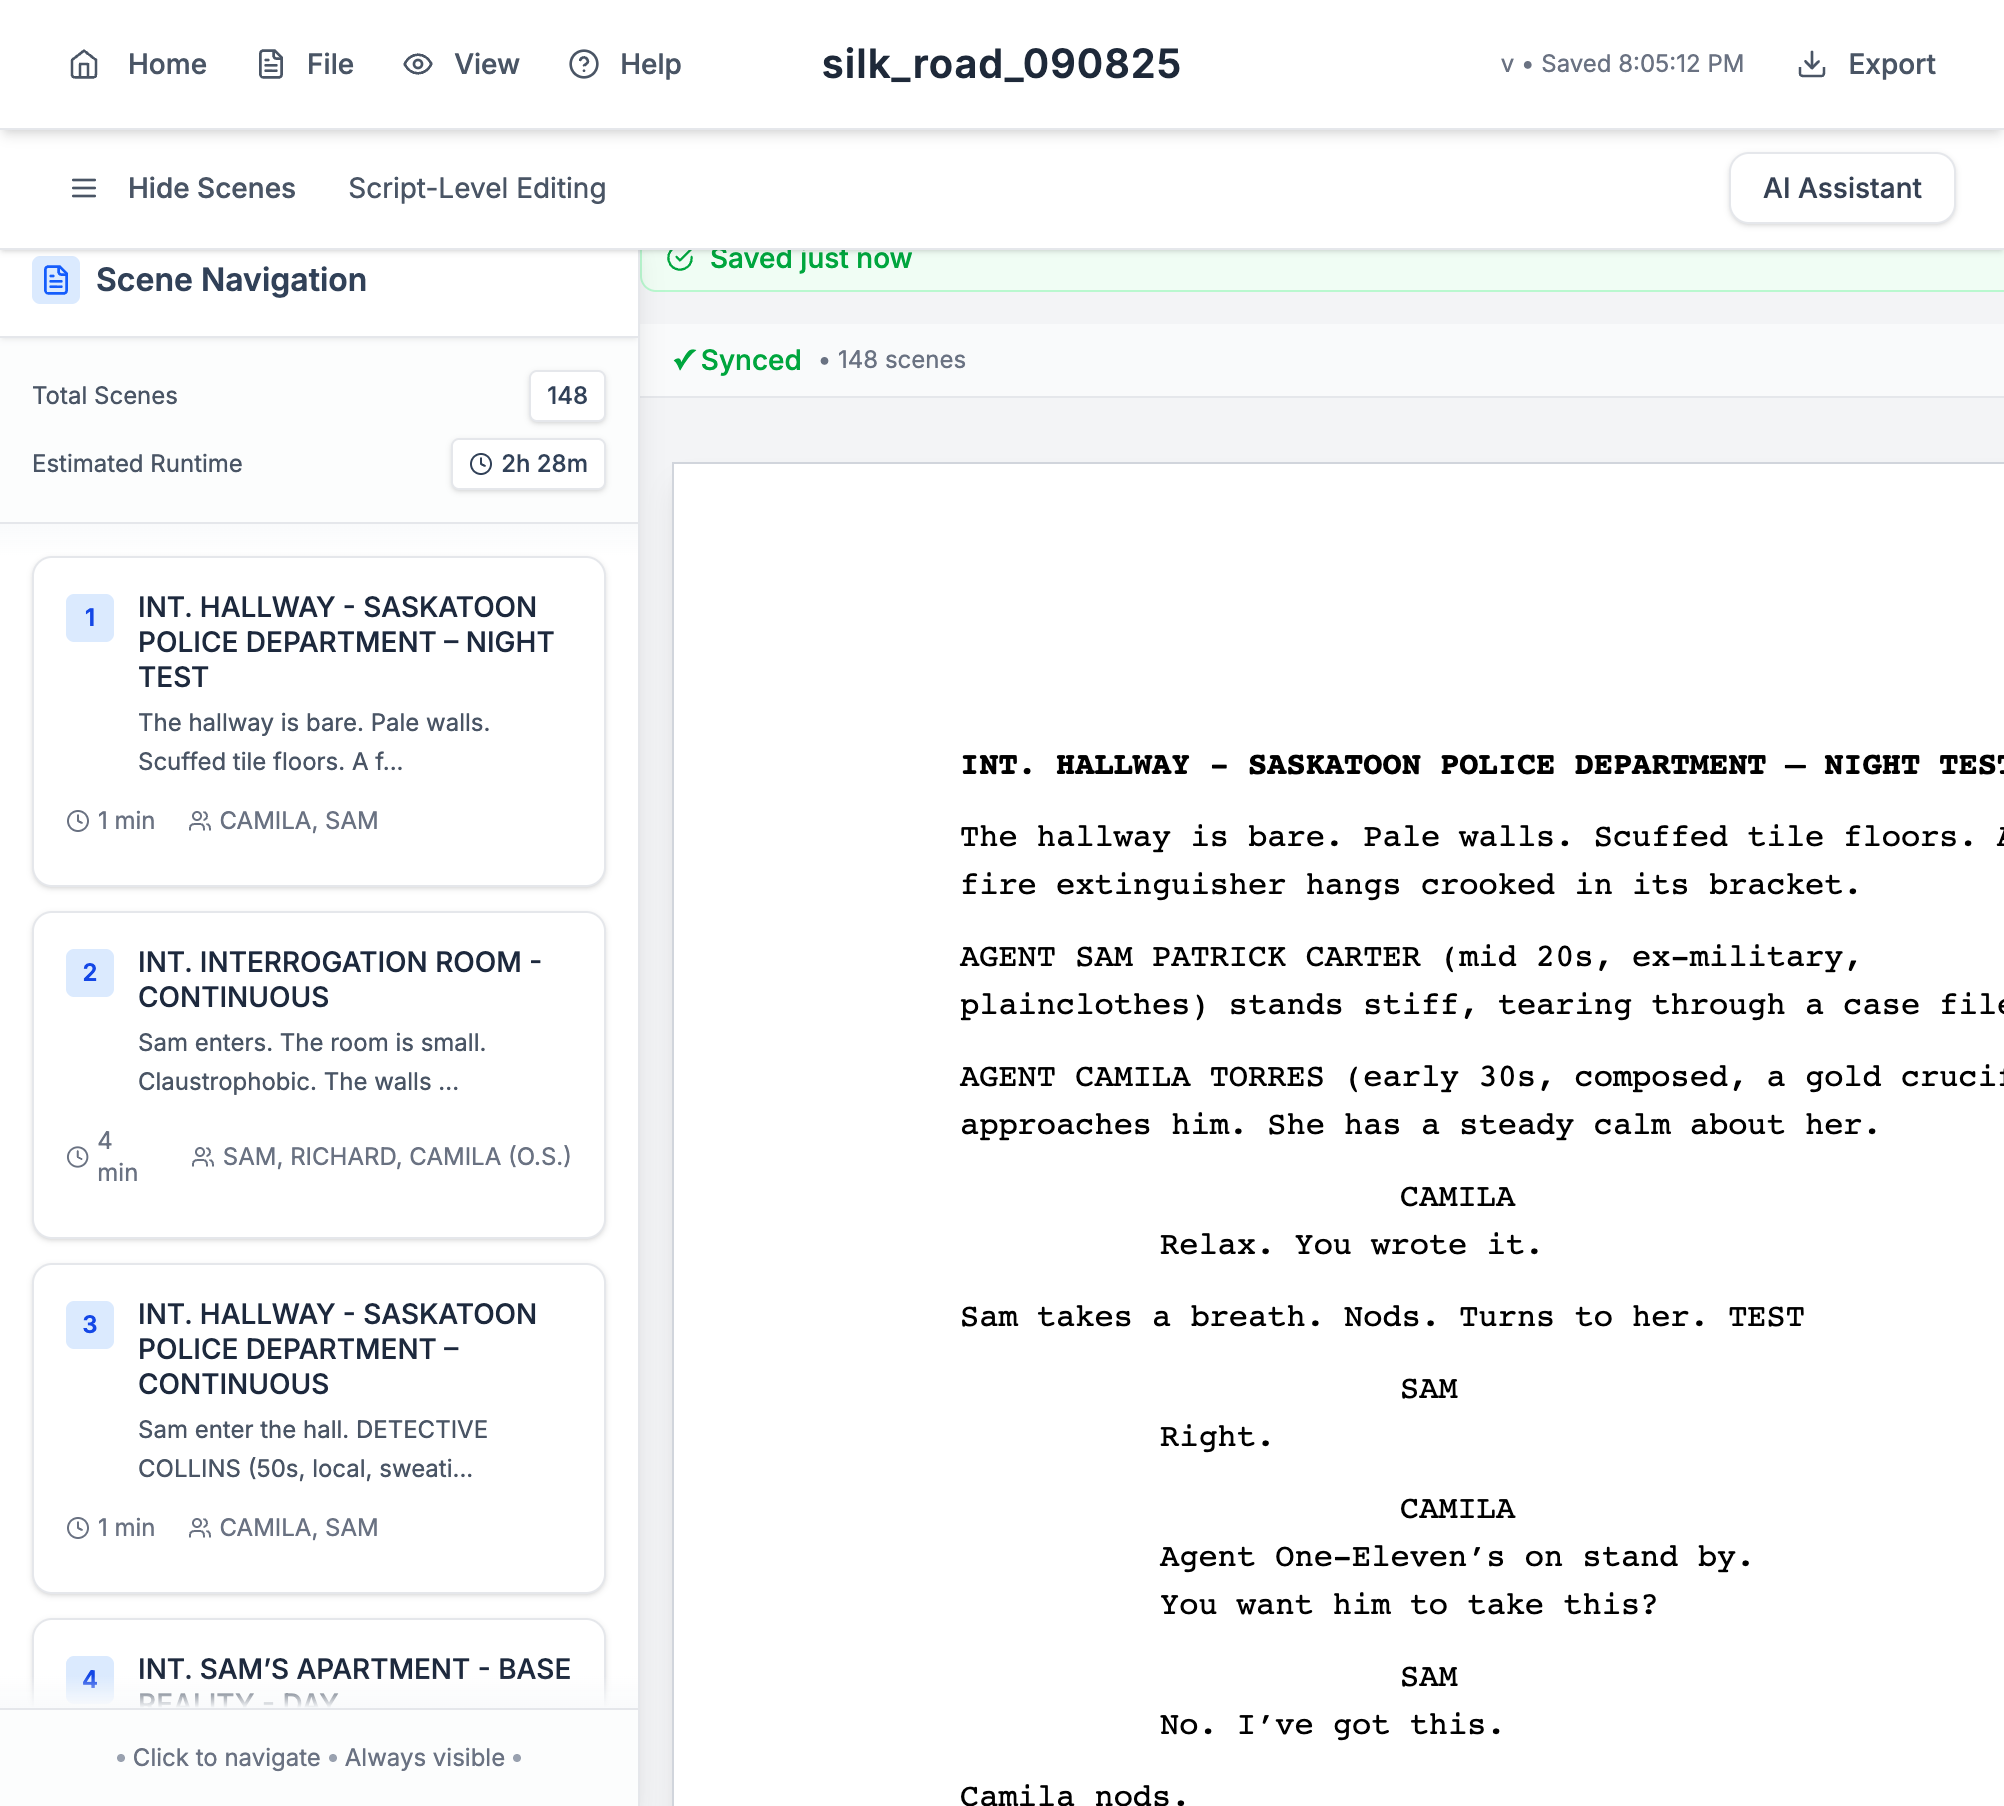 Home
File
View
Help
silk_road_090825
v • Saved 8:05:12 PM
Export
Hide Scenes
Script-Level Editing
AI Assistant
Scene Navigation
Total Scenes
148
Estimated Runtime
2h 28m
1
INT. HALLWAY - SASKATOON
POLICE DEPARTMENT – NIGHT
TEST
The hallway is bare. Pale walls.
Scuffed tile floors. A f...
1 min
CAMILA, SAM
2
INT. INTERROGATION ROOM -
CONTINUOUS
Sam enters. The room is small.
Claustrophobic. The walls ...
4
min
SAM, RICHARD, CAMILA (O.S.)
3
INT. HALLWAY - SASKATOON
POLICE DEPARTMENT –
CONTINUOUS
Sam enter the hall. DETECTIVE
COLLINS (50s, local, sweati...
1 min
CAMILA, SAM
4
INT. SAM’S APARTMENT - BASE
REALITY - DAY
• Click to navigate • Always visible •
Saved just now
✓ Synced
• 148 scenes
INT. HALLWAY - SASKATOON POLICE DEPARTMENT – NIGHT TEST
The hallway is bare. Pale walls. Scuffed tile floors. A
fire extinguisher hangs crooked in its bracket.
AGENT SAM PATRICK CARTER (mid 20s, ex-military,
plainclothes) stands stiff, tearing through a case file
AGENT CAMILA TORRES (early 30s, composed, a gold
approaches him. She has a steady calm about her.
CAMILA
Relax. You wrote it.
Sam takes a breath. Nods. Turns to her. TEST
SAM
Right.
CAMILA
Agent One-Eleven’s on stand by.
You want him to take this?
SAM
No. I’ve got this.
Camila nods.